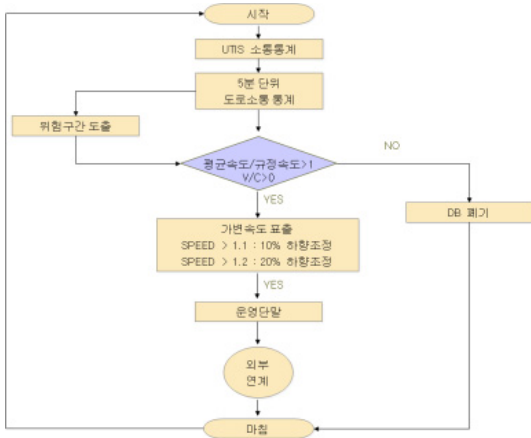 시작
UTIS 소통통계
5분 단위
도로소통 통계
위험구간 도출
평균속도/규정속도>1
V/C>0
NO
YES
DB 폐기
가변속도 표출
SPEED > 1.1 : 10% 하향조정
SPEED > 1.2 : 20% 하향조정
YES
운영단말
외부
연계
마침